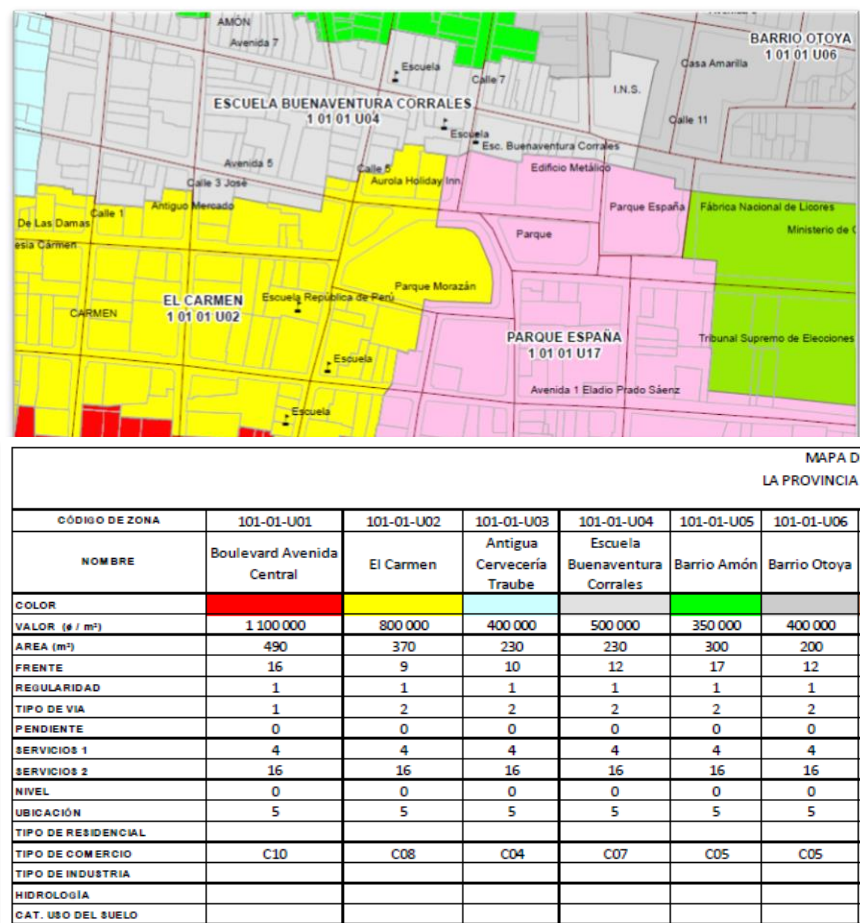 AMÓN
Avenida 7
BARRIO OTOYA
1 01 01 U06
Casa Amarilla
Escuela
Calle 7
I.N.S.
ESCUELA BUENAVENTURA CORRALES
1 01 01 U04
Calle 11
Escuela
Esc. Buenaventura Corrales
Avenida 5
Calle 5
Edificio Metálico
Calle 3 José
Aurola Holiday Inn
Antiguo Mercado
Parque España
Fábrica Nacional de Licores
Calle 1
De Las Damas
Parque
Ministerio de
esia Cármen
Parque Morazán
EL CARMEN
1 01 01 U02
Escuela República de Perú
CARMEN
PARQUE ESPAÑA
1 01 01 U17
Tribunal Supremo de Elecciones
Escuela
Avenida 1 Eladio Prado Sáenz
Escuela
MAPA D
LA PROVINCIA
CÓDIGO DE ZONA 101-01-U01 101-01-U02 101-01-U03 101-01-U04 101-01-U05 101-01-U06
NOMBRE Boulevard Avenida Central El Carmen Antigua Cervecería Traube Escuela Buenaventura Corrales Barrio Amón Barrio Otoya
COLOR
VALOR (¢ / m²) 1 100 000 800 000 400 000 500 000 350 000 400 000
AREA (m²) 490 370 230 230 300 200
FRENTE 16 9 10 12 17 12
REGULARIDAD 1 1 1 1 1 1
TIPO DE VIA 1 2 2 2 2 2
PENDIENTE 0 0 0 0 0 0
SERVICIOS 1 4 4 4 4 4 4
SERVICIOS 2 16 16 16 16 16 16
NIVEL 0 0 0 0 0 0
UBICACIÓN 5 5 5 5 5 5
TIPO DE RESIDENCIAL
TIPO DE COMERCIO C10 C08 C04 C07 C05 C05
TIPO DE INDUSTRIA
HIDROLOGÍA
CAT. USO DEL SUELO